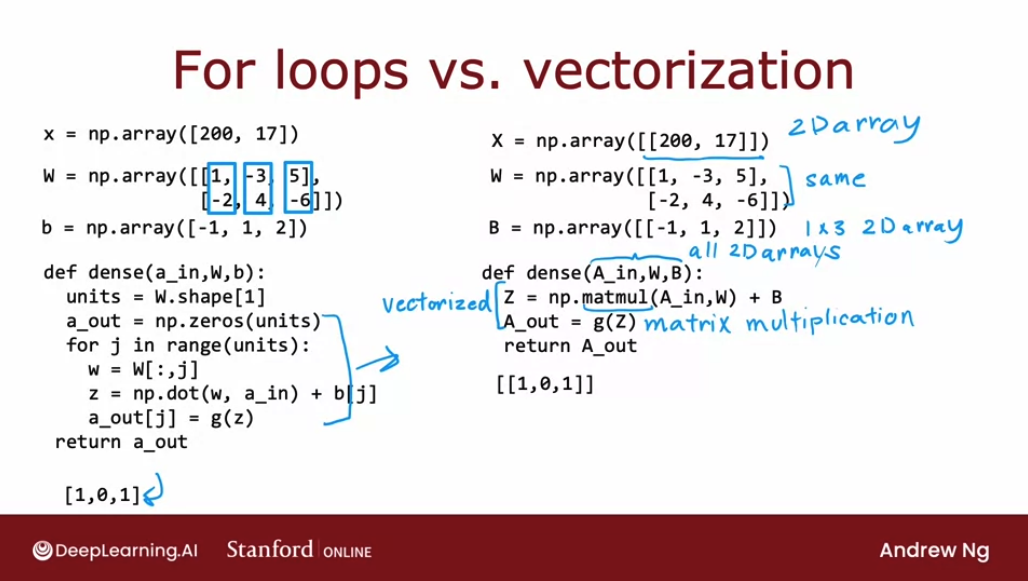 For loops vs. vectorization
x = np.array([200, 17])
W = np.array([[1, -3, 5],
[-2, 4, -6]])
b = np.array([-1, 1, 2])
def dense(a_in,W,b):
units = W.shape[1]
a_out = np.zeros(units)
for j in range(units):
w = W[:,j]
z = np.dot(w, a_in) + b[j]
a_out[j] = g(z)
return a_out
[1,0,1]
X = np.array([[200, 17]])
2D array
W = np.array([[1, -3, 5],
[-2, 4, -6]])
same
B = np.array([[-1, 1, 2]])
1x3 2D array
all 2D arrays
def dense(A_in,W,B):
vectorized
Z = np.matmul(A_in,W) + B
A_out = g(Z)
matrix multiplication
return A_out
[[1,0,1]]
DeepLearning.AI
Stanford ONLINE
Andrew Ng